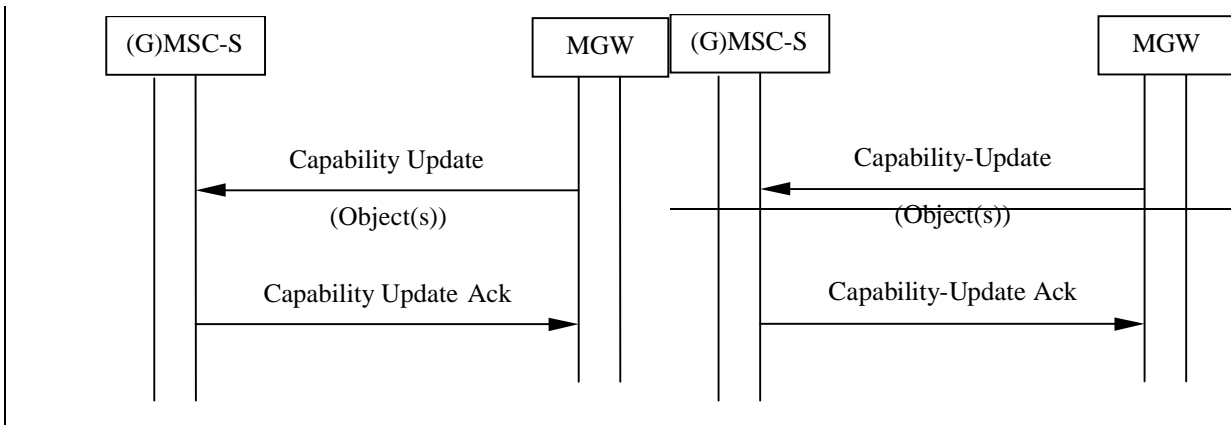 (G)MSC-S
MGW
Capability Update
(Object(s))
Capability Update Ack
(G)MSC-S
MGW
Capability-Update
(Object(s))
Capability-Update Ack